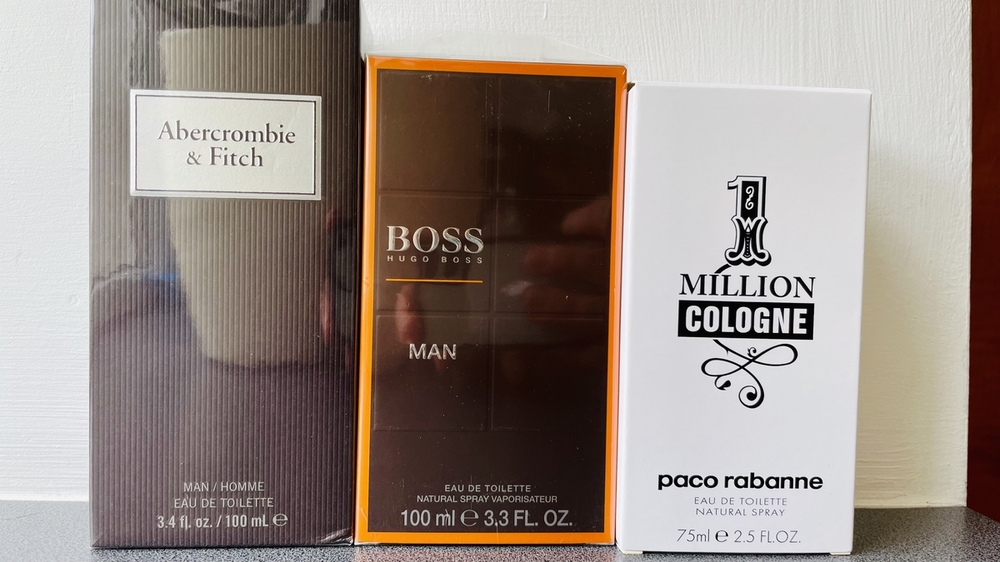 Abercrombie
& Fitch
MAN / HOMME
EAU DE TOILETTE
3.4 fl. oz. / 100 mL ℮
BOSS
HUGO BOSS
MAN
EAU DE TOILETTE
NATURAL SPRAY VAPORISATEUR
100 ml ℮ 3.3 FL. OZ.
1
MILLION
COLOGNE
paco rabanne
EAU DE TOILETTE
NATURAL SPRAY
75ml ℮ 2.5 FL.OZ.